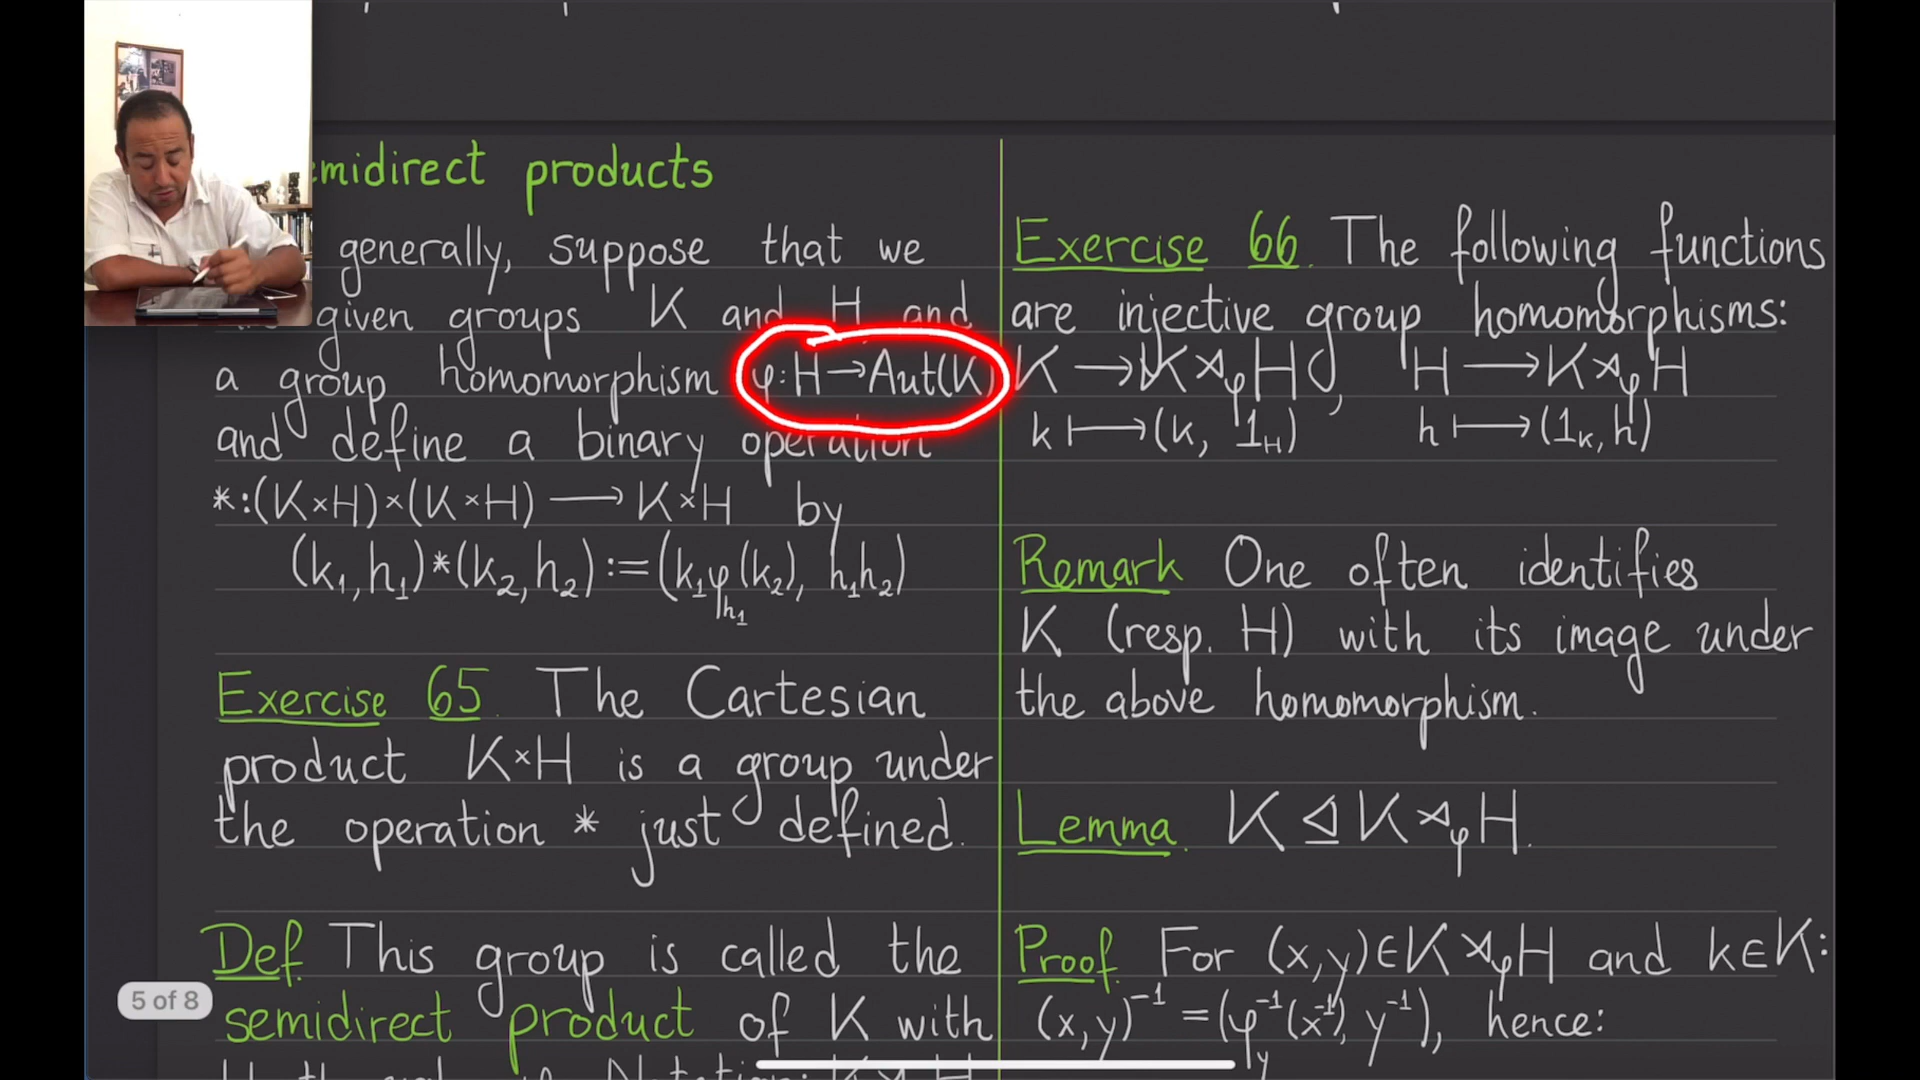 midirect products
generally, suppose that we
given groups K and H and
a group homomorphism φ:H→Aut(K)
and define a binary operation
*:(K×H)×(K×H)⟶K×H by
(k₁,h₁)*(k₂,h₂):=(k₁φ_{h₁}(k₂), h₁h₂)
Exercise 65. The Cartesian
product K×H is a group under
the operation * just defined.
Def. This group is called the
semidirect product of K with
Exercise 66. The following functions
are injective group homomorphisms:
K⟶K⋊_φH, H⟶K⋊_φH
k⟼(k, 1_H) h⟼(1_K, h)
Remark One often identifies
K (resp. H) with its image under
the above homomorphism.
Lemma. K⊴K⋊_φH.
Proof. For (x,y)∈K⋊_φH and k∈K:
(x,y)⁻¹=(φ_y⁻¹(x⁻¹), y⁻¹), hence:
5 of 8